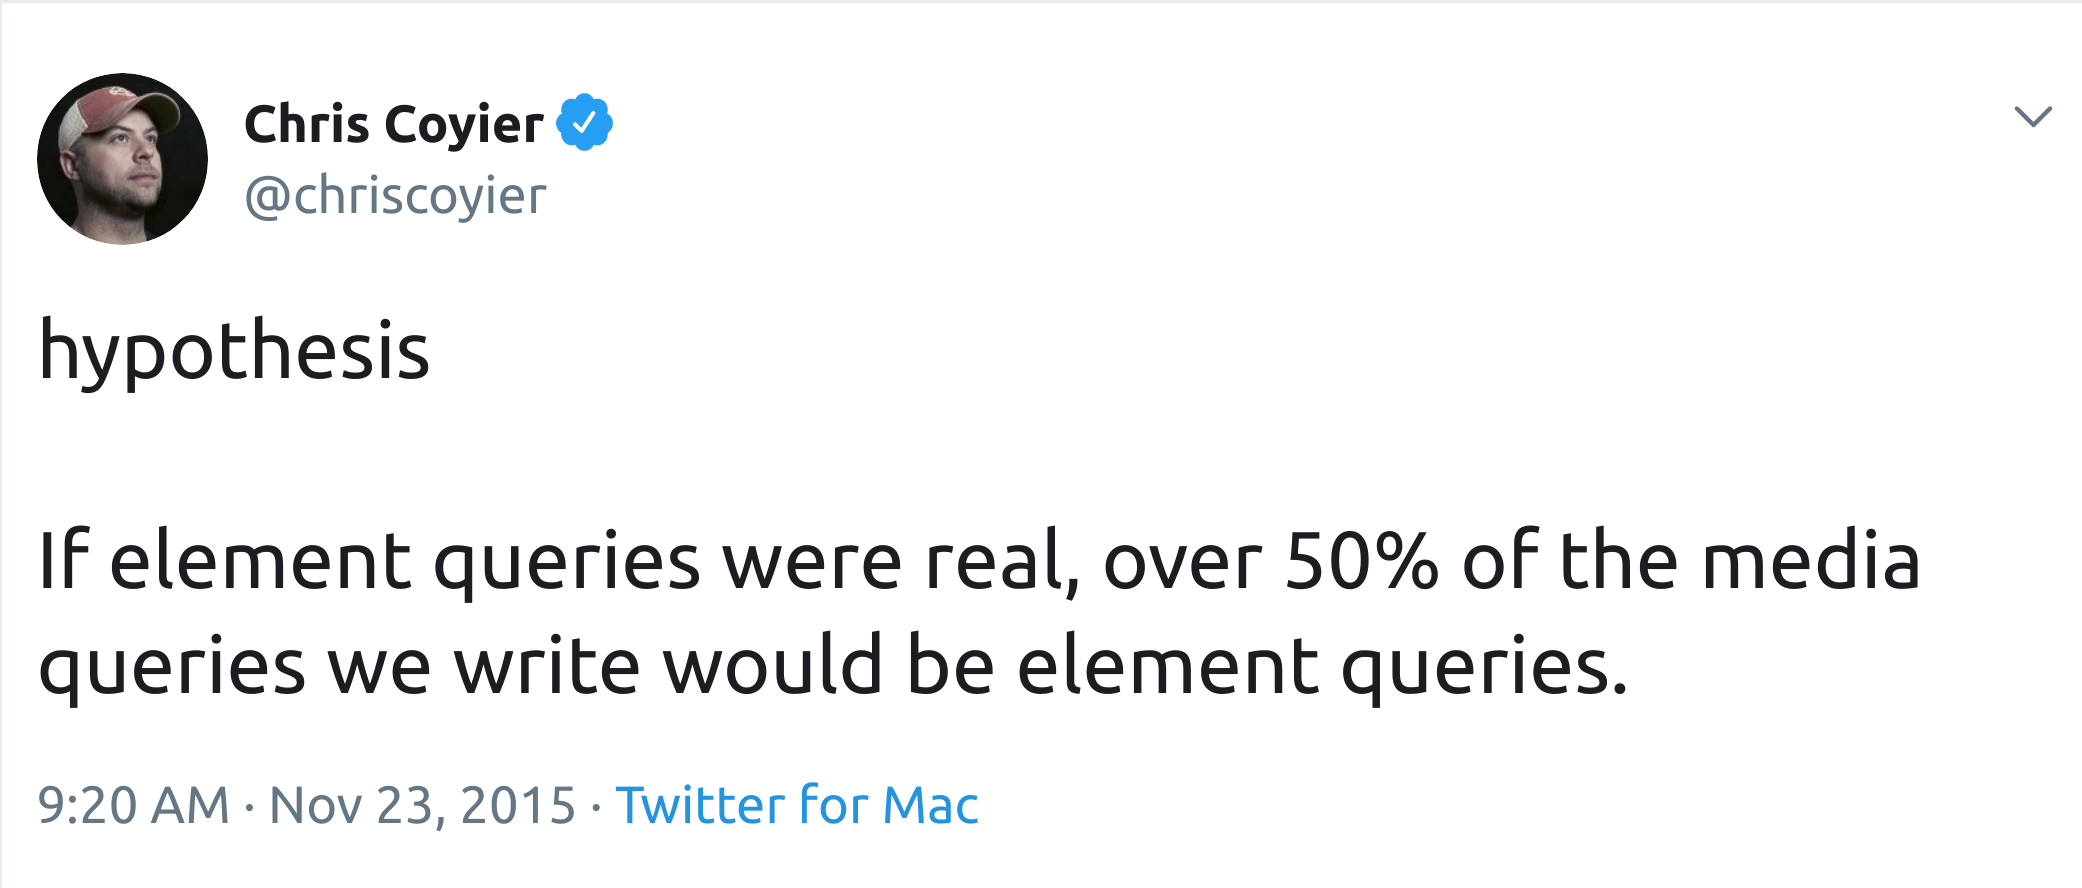 Chris Coyier
@chriscoyier
hypothesis
If element queries were real, over 50% of the media
queries we write would be element queries.
9:20 AM · Nov 23, 2015 · Twitter for Mac